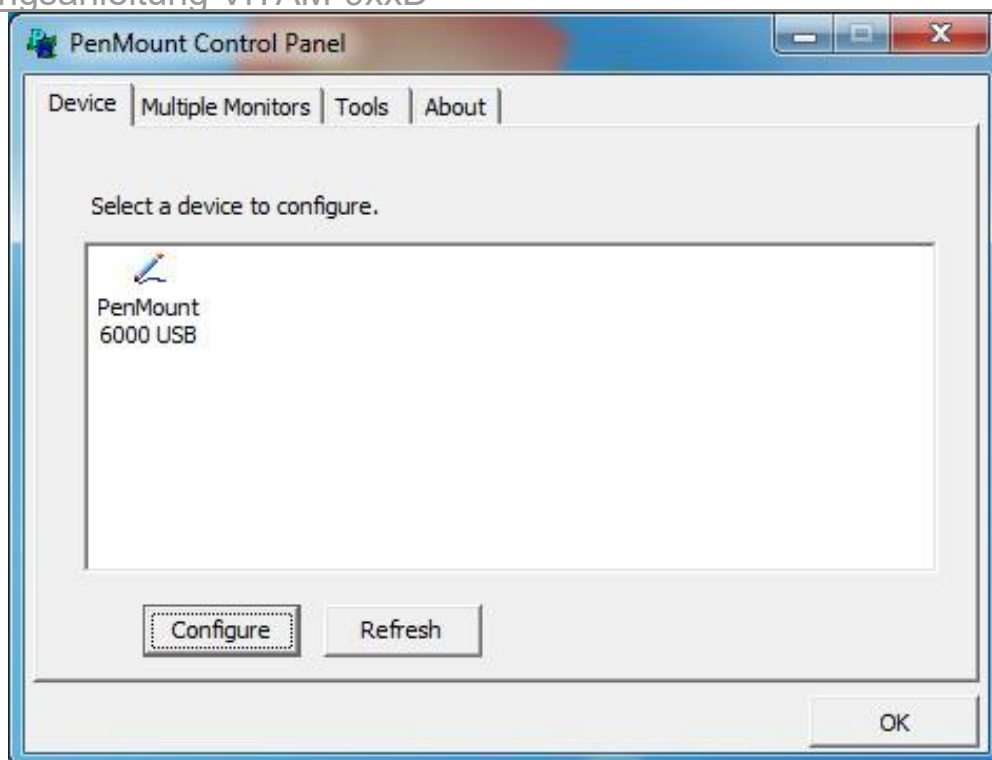 PenMount Control Panel
Device
Multiple Monitors
Tools
About
Select a device to configure.
PenMount
6000 USB
Configure
Refresh
OK